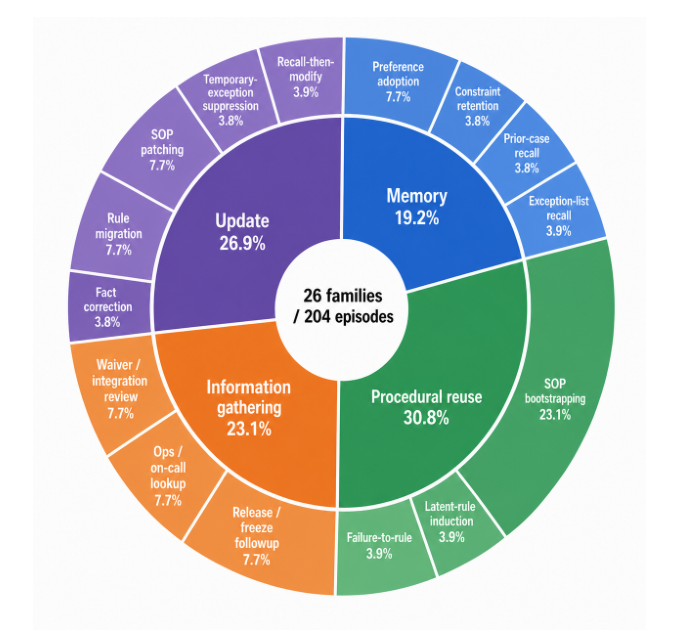 Recall-then-
modify
3.9%
Preference
adoption
7.7%
Temporary-
exception
suppression
3.8%
Constraint
retention
3.8%
SOP
patching
7.7%
Prior-case
recall
3.8%
Update
26.9%
Memory
19.2%
Exception-list
recall
3.9%
Rule
migration
7.7%
Fact
correction
3.8%
26 families
/ 204 episodes
Waiver /
integration
review
7.7%
Information
gathering
23.1%
Procedural reuse
30.8%
SOP
bootstrapping
23.1%
Ops /
on-call
lookup
7.7%
Release /
freeze
followup
7.7%
Failure-to-rule
3.9%
Latent-rule
induction
3.9%